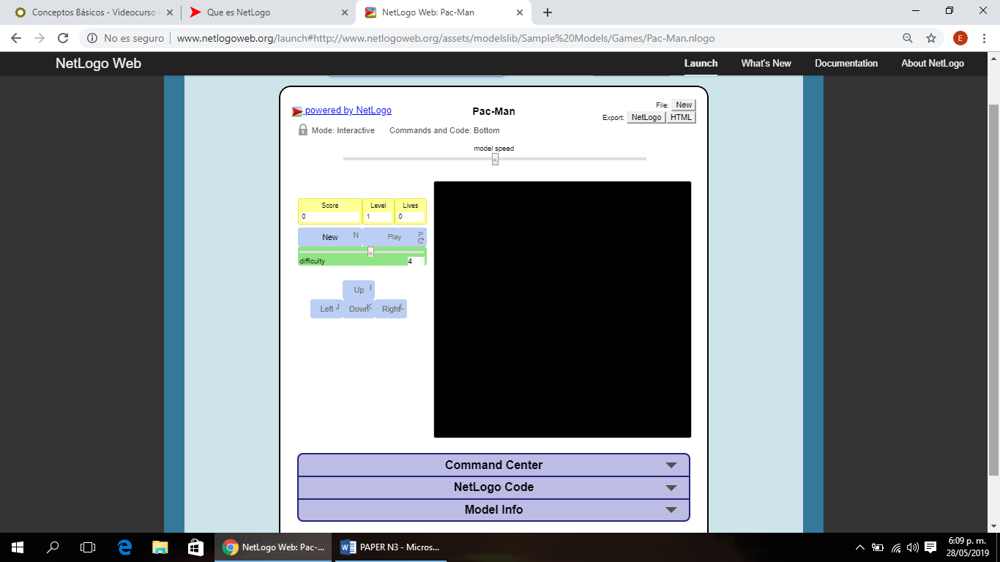 Conceptos Básicos - Videocurso
Que es NetLogo
NetLogo Web: Pac-Man
No es seguro | www.netlogoweb.org/launch#http://www.netlogoweb.org/assets/modelslib/Sample%20Models/Games/Pac-Man.nlogo
E
NetLogo Web
Launch
What's New
Documentation
About NetLogo
powered by NetLogo
Pac-Man
File: New
Export: NetLogo HTML
Mode: Interactive
Commands and Code: Bottom
model speed
Score Level Lives
0 1 0
New N Play P
difficulty 4
Up I
Left J Down K Right L
Command Center
NetLogo Code
Model Info
NetLogo Web: Pac-...
PAPER N3 - Micros...
6:09 p. m.
28/05/2019